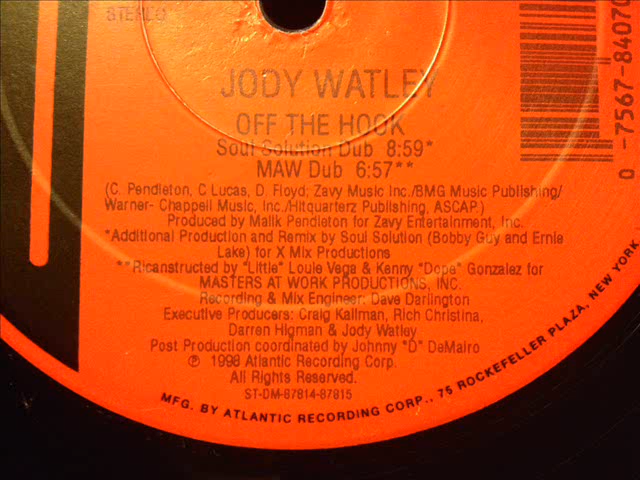 STEREO
JODY WATLEY
OFF THE HOOK
Soul Solution Dub 8:59*
MAW Dub 6:57**
(C. Pendleton, C Lucas, D. Floyd; Zavy Music Inc./BMG Music Publishing/
Warner- Chappell Music, Inc./Hitquarterz Publishing, ASCAP.)
Produced by Malik Pendleton for Zavy Entertainment, Inc.
*Additional Production and Remix by Soul Solution (Bobby Guy and Ernie
Lake) for X Mix Productions
**Ricanstructed by "Little" Louie Vega & Kenny "Dope" Gonzalez for
MASTERS AT WORK PRODUCTIONS, INC.
Recording & Mix Engineer: Dave Darlington
Executive Producers: Craig Kallman, Rich Christina,
Darren Higman & Jody Watley
Post Production coordinated by Johnny "D" DeMairo
℗ 1998 Atlantic Recording Corp.
All Rights Reserved.
ST-DM-87814-87815
MFG. BY ATLANTIC RECORDING CORP., 75 ROCKEFELLER PLAZA, NEW YORK
0 -7567-8407